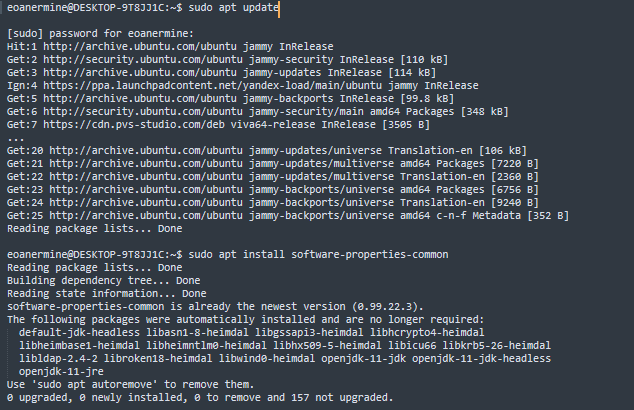 eoanermine@DESKTOP-9T8JJ1C:~$ sudo apt update
[sudo] password for eoanermine:
Hit:1 http://archive.ubuntu.com/ubuntu jammy InRelease
Get:2 http://security.ubuntu.com/ubuntu jammy-security InRelease [110 kB]
Get:3 http://archive.ubuntu.com/ubuntu jammy-updates InRelease [114 kB]
Ign:4 https://ppa.launchpadcontent.net/yandex-load/main/ubuntu jammy InRelease
Get:5 http://archive.ubuntu.com/ubuntu jammy-backports InRelease [99.8 kB]
Get:6 http://security.ubuntu.com/ubuntu jammy-security/main amd64 Packages [348 kB]
Get:7 https://cdn.pvs-studio.com/deb viva64-release InRelease [3505 B]
...
Get:20 http://archive.ubuntu.com/ubuntu jammy-updates/universe Translation-en [106 kB]
Get:21 http://archive.ubuntu.com/ubuntu jammy-updates/multiverse amd64 Packages [7220 B]
Get:22 http://archive.ubuntu.com/ubuntu jammy-updates/multiverse Translation-en [2360 B]
Get:23 http://archive.ubuntu.com/ubuntu jammy-backports/universe amd64 Packages [6756 B]
Get:24 http://archive.ubuntu.com/ubuntu jammy-backports/universe Translation-en [9240 B]
Get:25 http://archive.ubuntu.com/ubuntu jammy-backports/universe amd64 c-n-f Metadata [352 B]
Reading package lists... Done
eoanermine@DESKTOP-9T8JJ1C:~$ sudo apt install software-properties-common
Reading package lists... Done
Building dependency tree... Done
Reading state information... Done
software-properties-common is already the newest version (0.99.22.3).
The following packages were automatically installed and are no longer required:
default-jdk-headless libasn1-8-heimdal libgssapi3-heimdal libhcrypto4-heimdal
libheimbase1-heimdal libheimntlm0-heimdal libhx509-5-heimdal libicu66 libkrb5-26-heimdal
libldap-2.4-2 libroken18-heimdal libwind0-heimdal openjdk-11-jdk openjdk-11-jdk-headless
openjdk-11-jre
Use 'sudo apt autoremove' to remove them.
0 upgraded, 0 newly installed, 0 to remove and 157 not upgraded.